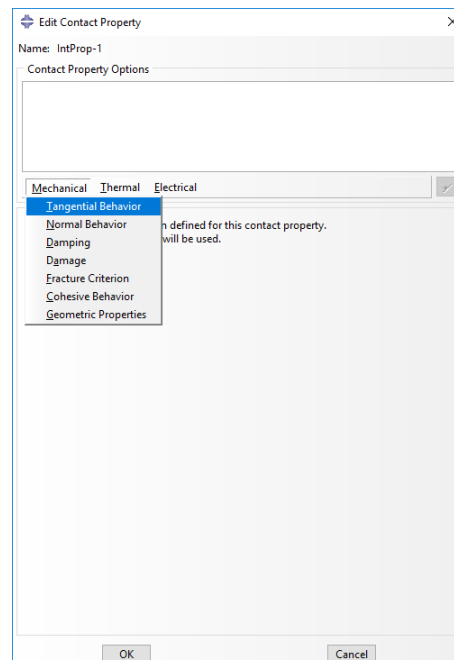 Edit Contact Property
Name: IntProp-1
Contact Property Options
Mechanical Thermal Electrical
Tangential Behavior
Normal Behavior
Damping
Damage
Fracture Criterion
Cohesive Behavior
Geometric Properties
defined for this contact property.
will be used.
OK Cancel